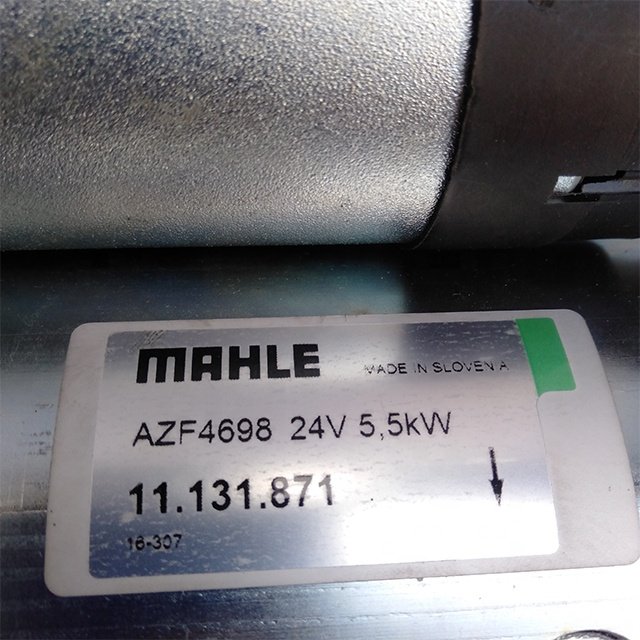 MAHLE MADE IN SLOVENIA
AZF4698 24V 5,5kW
11.131.871
16-307